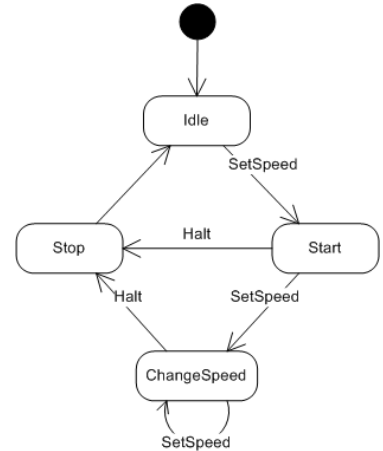 Idle
SetSpeed
Halt
Stop
Start
Halt
SetSpeed
ChangeSpeed
SetSpeed